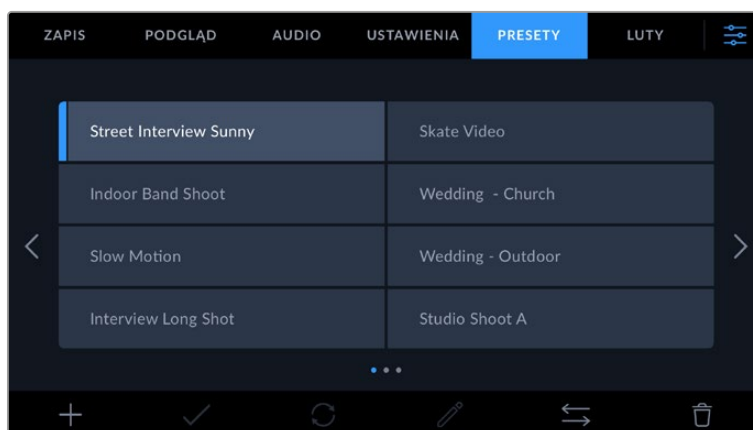 ZAPIS PODGLĄD AUDIO USTAWIENIA PRESETY LUTY
Street Interview Sunny Skate Video
Indoor Band Shoot Wedding - Church
Slow Motion Wedding - Outdoor
Interview Long Shot Studio Shoot A